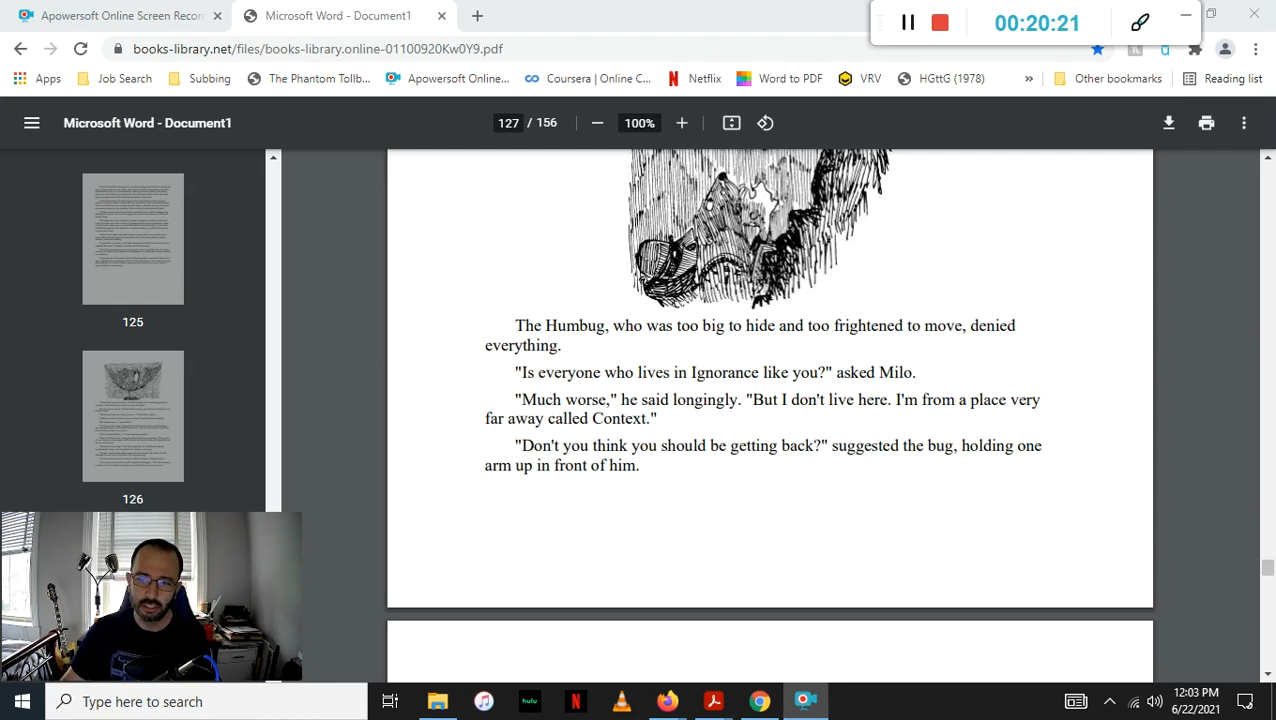 Apowersoft Online Screen Recor
Microsoft Word - Document1
00:20:21
books-library.net/files/books-library.online-01100920Kw0Y9.pdf
Apps
Job Search
Subbing
The Phantom Tollb...
Apowersoft Online...
Coursera | Online C...
Netflix
Word to PDF
VRV
HGttG (1978)
»
Other bookmarks
Reading list
Microsoft Word - Document1
127 / 156
100%
125
126
The Humbug, who was too big to hide and too frightened to move, denied
everything.
"Is everyone who lives in Ignorance like you?" asked Milo.
"Much worse," he said longingly. "But I don't live here. I'm from a place very
far away called Context."
"Don't you think you should be getting back?" suggested the bug, holding one
arm up in front of him.
Type here to search
hulu
12:03 PM
6/22/2021